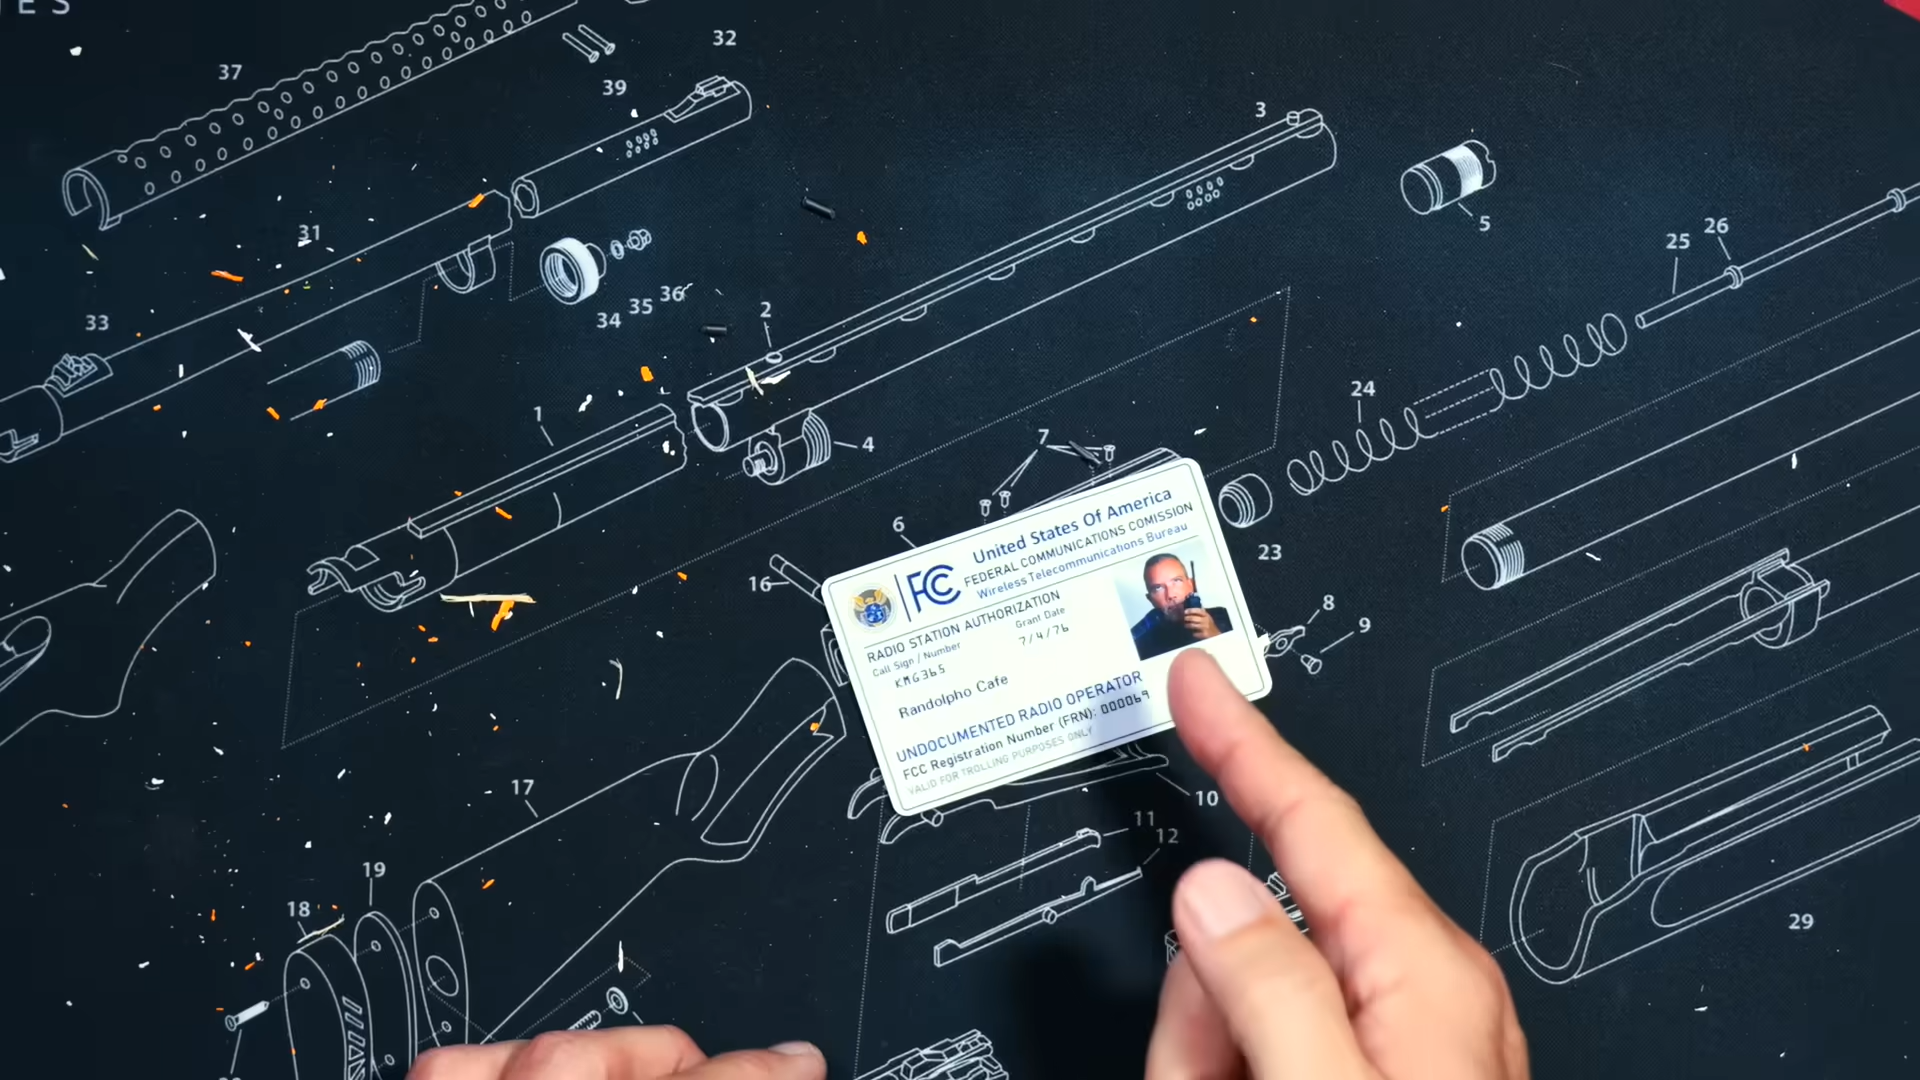 ES
37
32
39
3
31
5
26
25
36
35
34
2
33
24
1
7
4
6
23
16
8
9
FCC
United States Of America
FEDERAL COMMUNICATIONS COMISSION
Wireless Telecommunications Bureau
RADIO STATION AUTHORIZATION
Call Sign / Number
Grant Date
KMG365
7/4/76
Randolpho Cafe
UNDOCUMENTED RADIO OPERATOR
FCC Registration Number (FRN): 000069
VALID FOR TROLLING PURPOSES ONLY
17
10
11
12
19
18
29